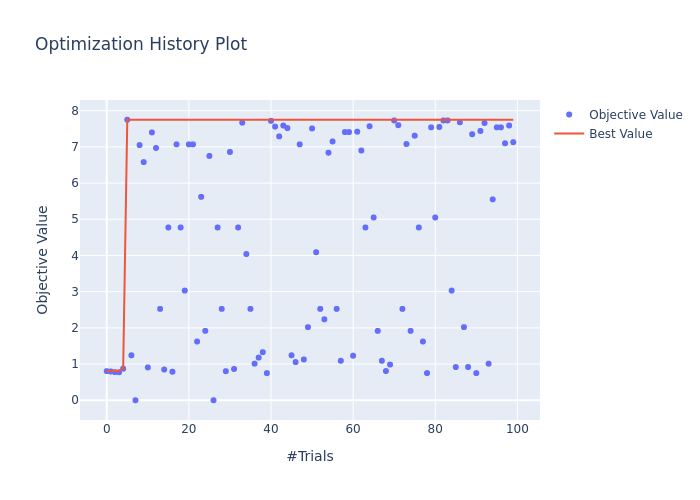 Optimization History Plot
Objective Value
Best Value
8
7
6
5
4
3
2
1
0
Objective Value
0 20 40 60 80 100
#Trials